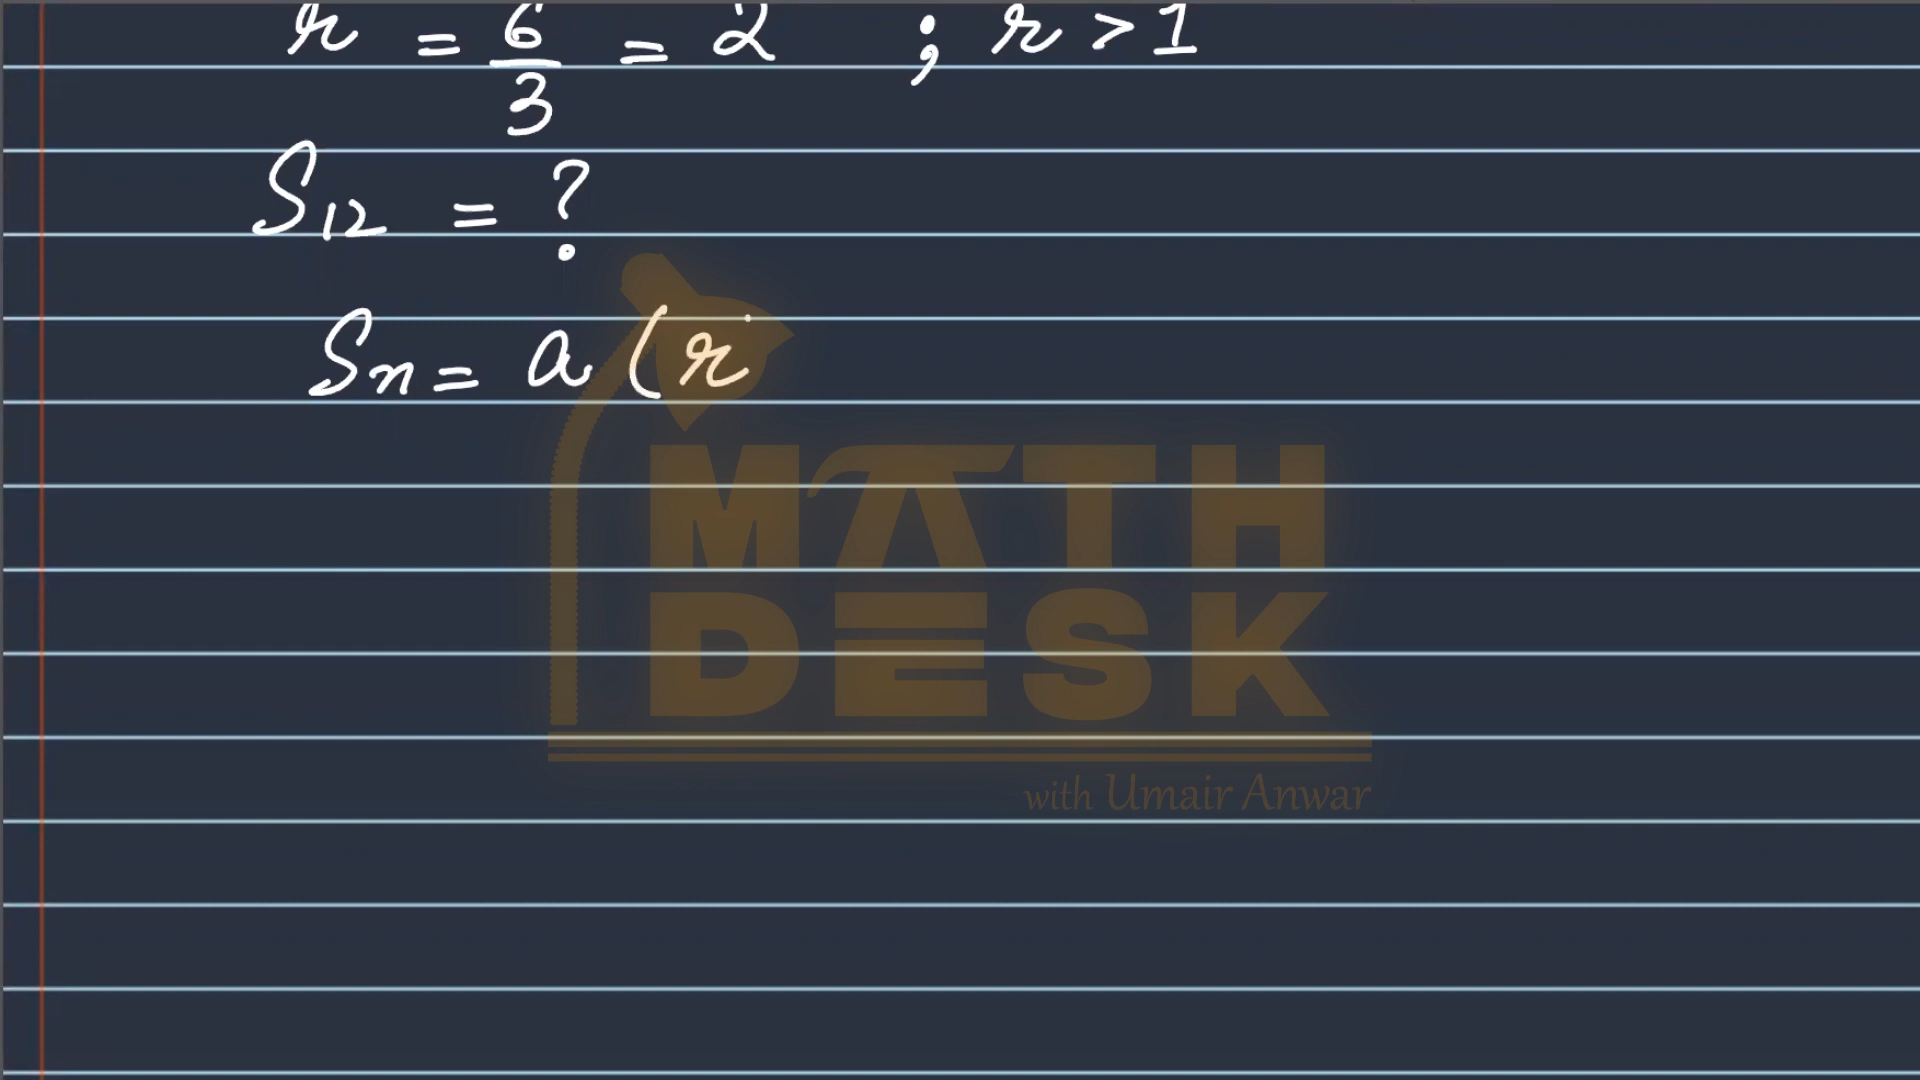 r = 6/3 = 2 ; r > 1
S₁₂ = ?
Sₙ = a (r
MATH
DESK
with Umair Anwar